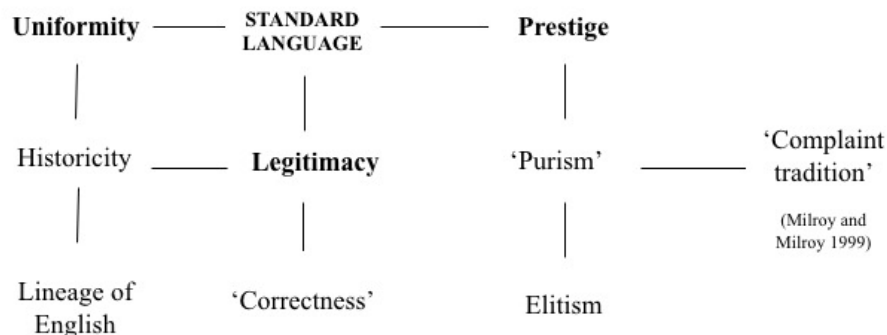 Uniformity
STANDARD
LANGUAGE
Prestige
Historicity
Legitimacy
‘Purism’
‘Complaint
tradition’
(Milroy and
Milroy 1999)
Lineage of
English
‘Correctness’
Elitism